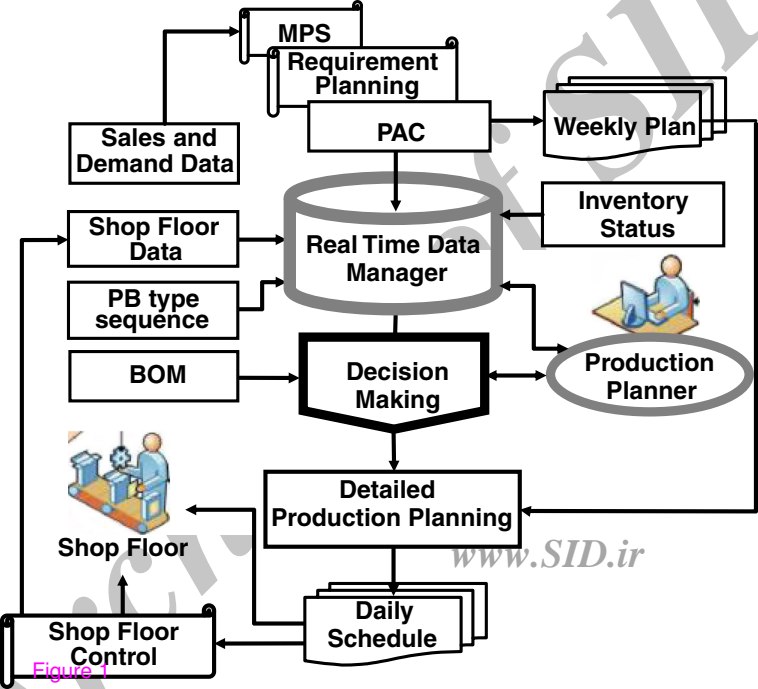 MPS
Requirement
Planning
PAC
Weekly Plan
Sales and
Demand Data
Inventory
Status
Shop Floor
Data
Real Time Data
Manager
PB type
sequence
BOM
Decision
Making
Production
Planner
Detailed
Production Planning
Shop Floor
www.SID.ir
Daily
Schedule
Shop Floor
Control
Figure 1